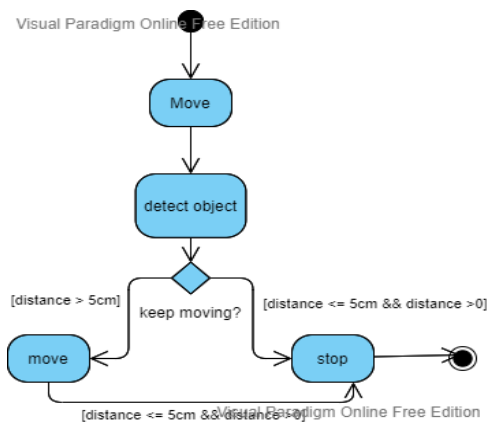 Visual Paradigm Online Free Edition
Move
detect object
[distance > 5cm]
keep moving?
[distance <= 5cm && distance >0]
move
stop
[distance <= 5cm && distance >0]
Visual Paradigm Online Free Edition